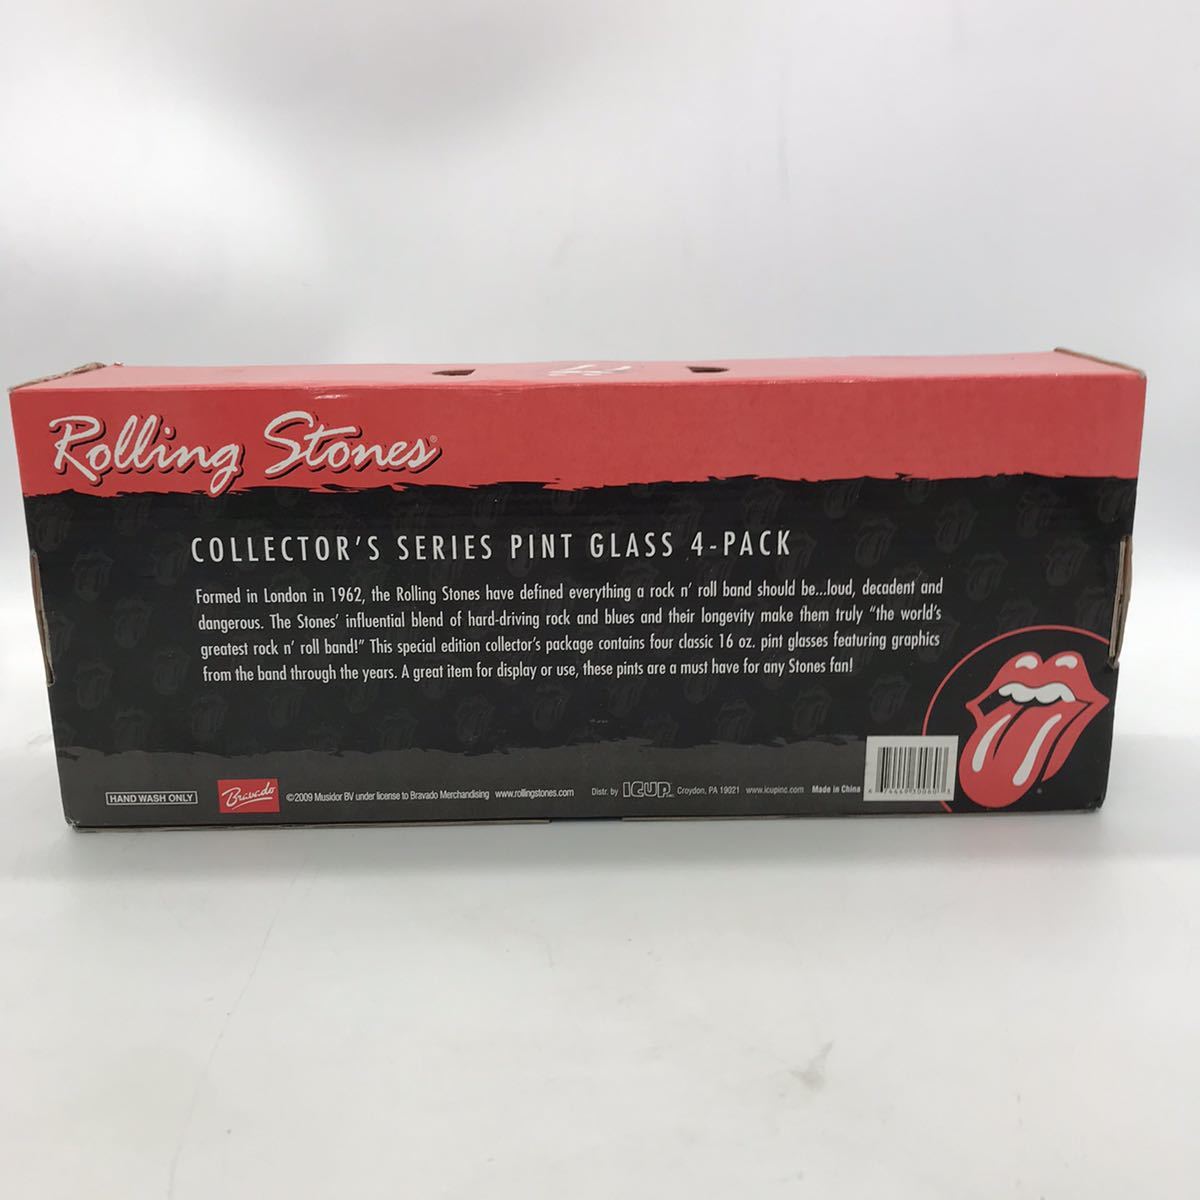 Rolling Stones®
COLLECTOR'S SERIES PINT GLASS 4-PACK
Formed in London in 1962, the Rolling Stones have defined everything a rock n' roll band should be...loud, decadent and
dangerous. The Stones' influential blend of hard-driving rock and blues and their longevity make them truly "the world's
greatest rock n' roll band!" This special edition collector's package contains four classic 16 oz. pint glasses featuring graphics
from the band through the years. A great item for display or use, these pints are a must have for any Stones fan!
HAND WASH ONLY
Bravado
©2009 Musidor BV under license to Bravado Merchandising www.rollingstones.com
Distr. by ICUP Croydon, PA 19021 www.icupinc.com Made in China